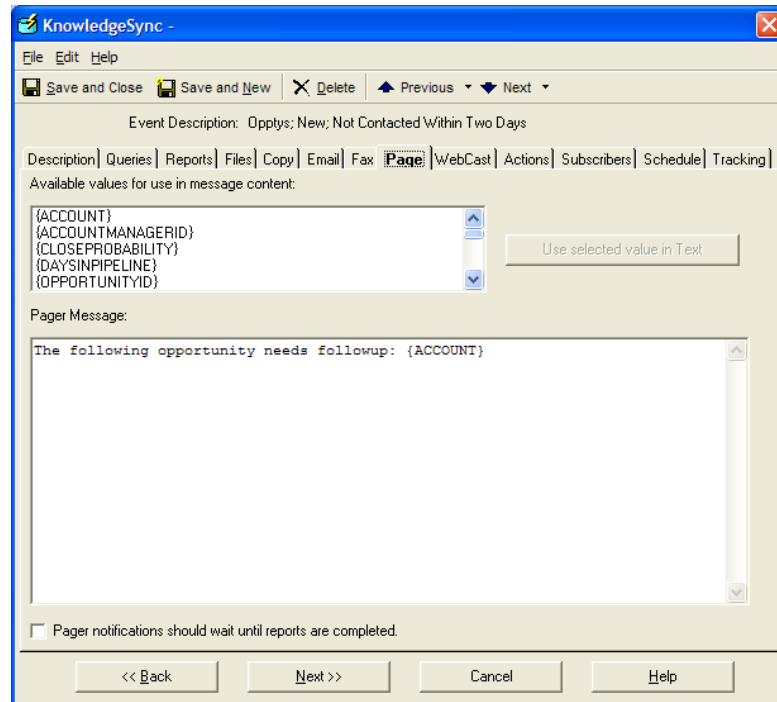 KnowledgeSync -
File Edit Help
Save and Close Save and New Delete Previous Next
Event Description: Opptys; New; Not Contacted Within Two Days
Description Queries Reports Files Copy Email Fax Page WebCast Actions Subscribers Schedule Tracking
Available values for use in message content:
{ACCOUNT}
{ACCOUNTMANAGERID}
{CLOSEPROBABILITY}
{DAYSINPIPELINE}
{OPPORTUNITYID}
Use selected value in Text
Pager Message:
The following opportunity needs followup: {ACCOUNT}
Pager notifications should wait until reports are completed.
<< Back Next >> Cancel Help